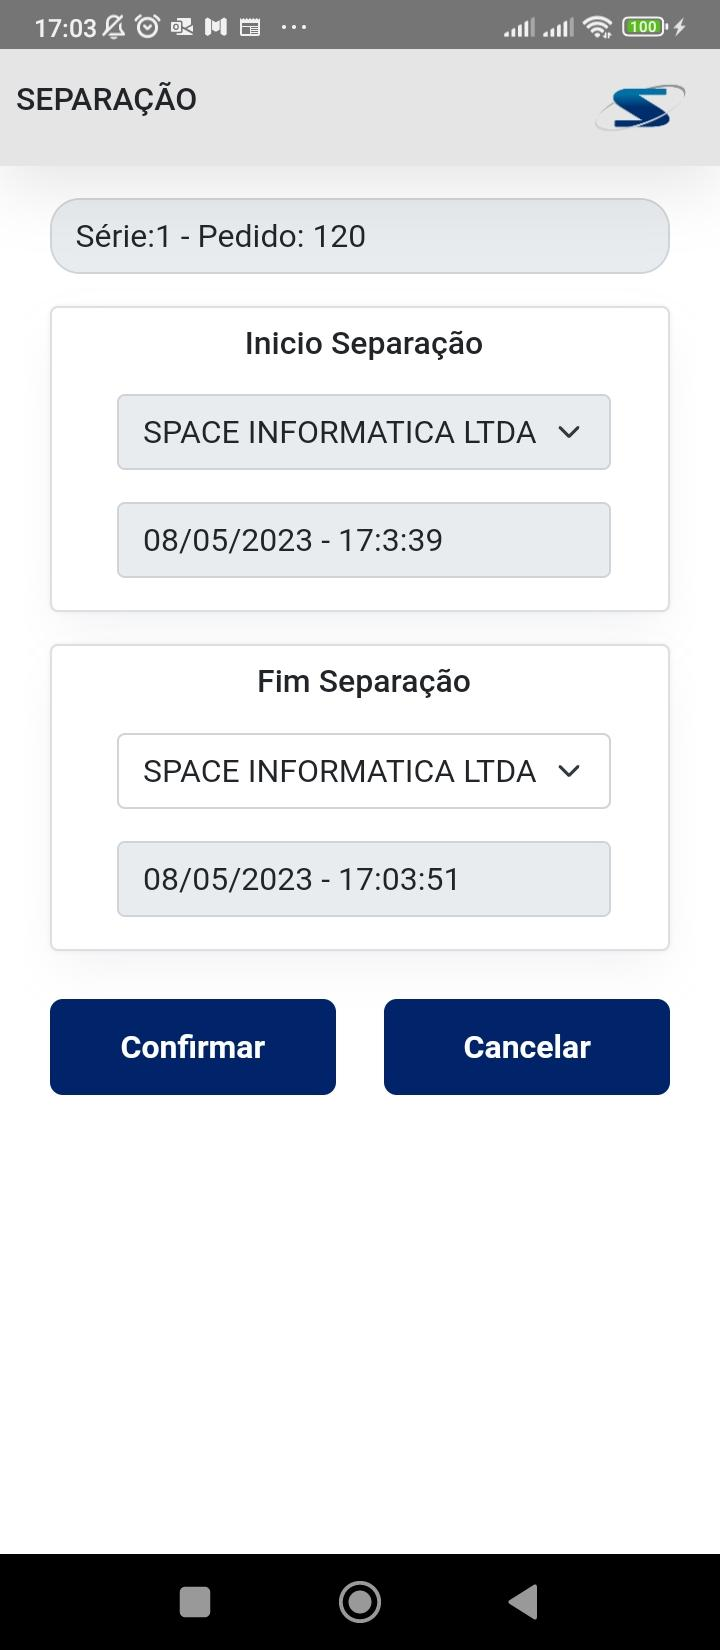 17:03
100
SEPARAÇÃO
Série:1 - Pedido: 120
Inicio Separação
SPACE INFORMATICA LTDA
08/05/2023 - 17:3:39
Fim Separação
SPACE INFORMATICA LTDA
08/05/2023 - 17:03:51
Confirmar
Cancelar